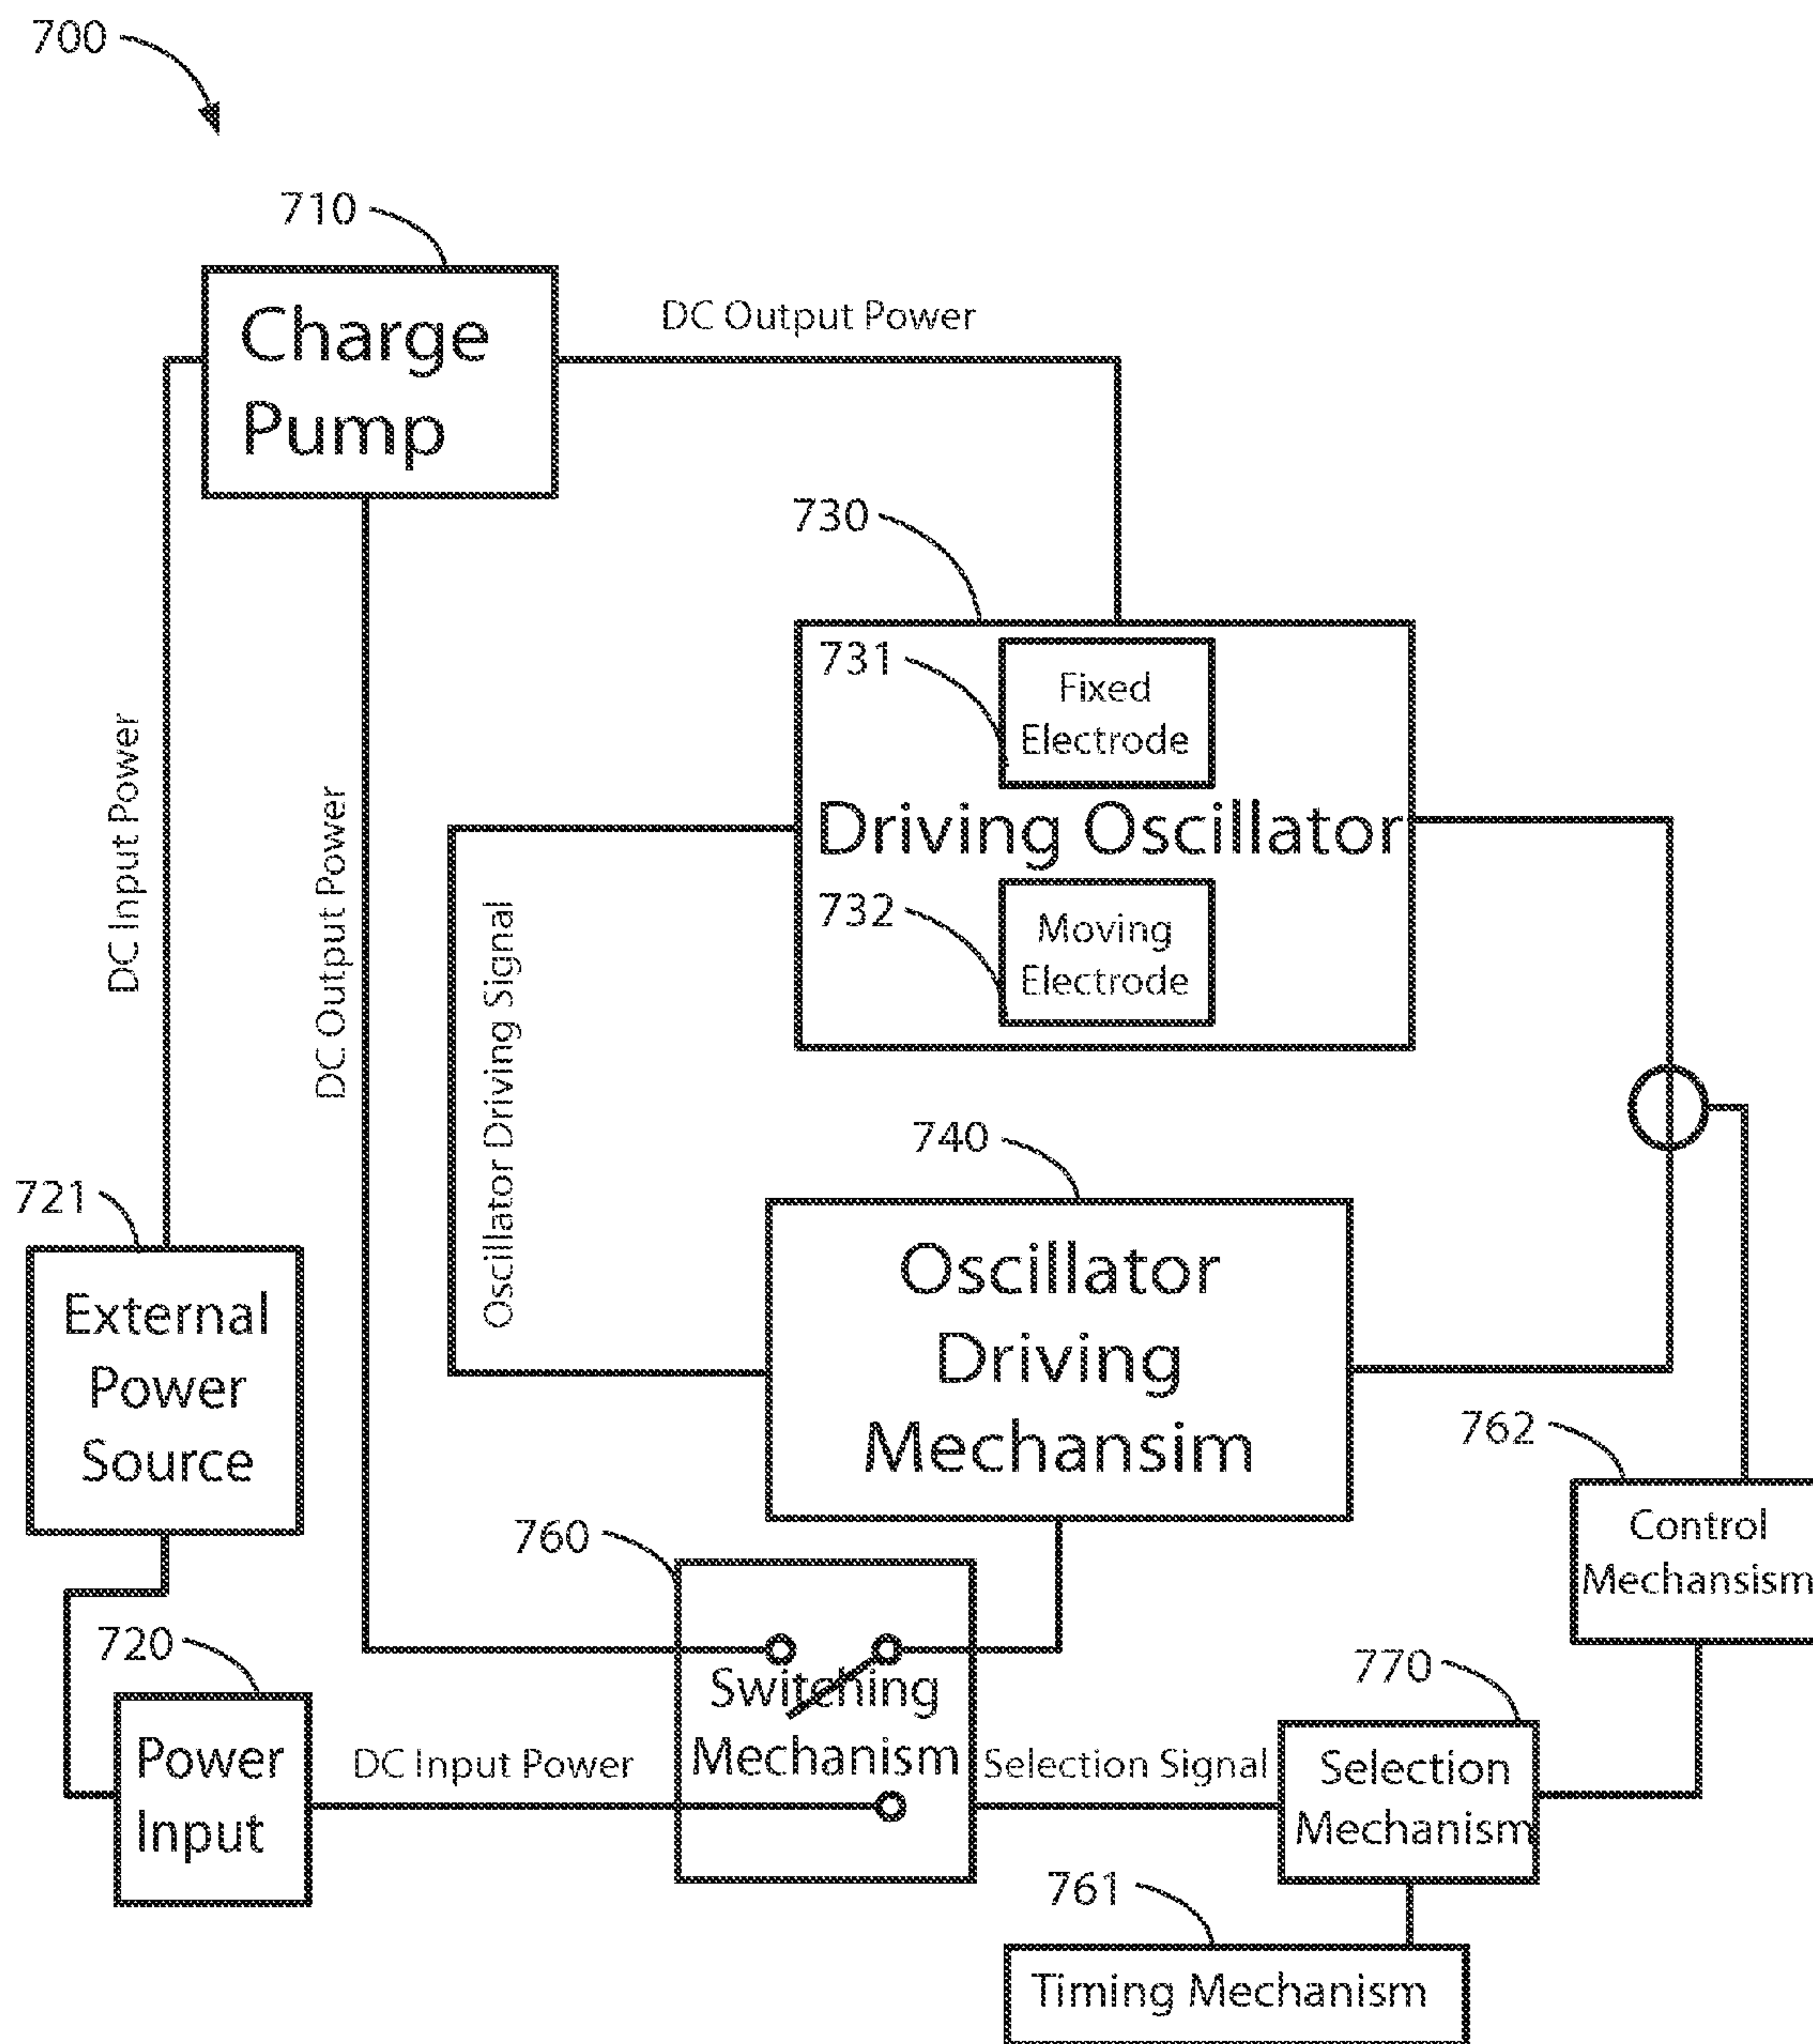 700
710
Charge
Pump
DC Output Power
730
731
Fixed
Electrode
Driving Oscillator
732
Moving
Electrode
DC Input Power
DC Output Power
Oscillator Driving Signal
740
Oscillator
Driving
Mechansim
721
External
Power
Source
762
Control
Mechansism
760
Switching
Mechanism
720
Power
Input
DC Input Power
Selection Signal
770
Selection
Mechanism
761
Timing Mechanism